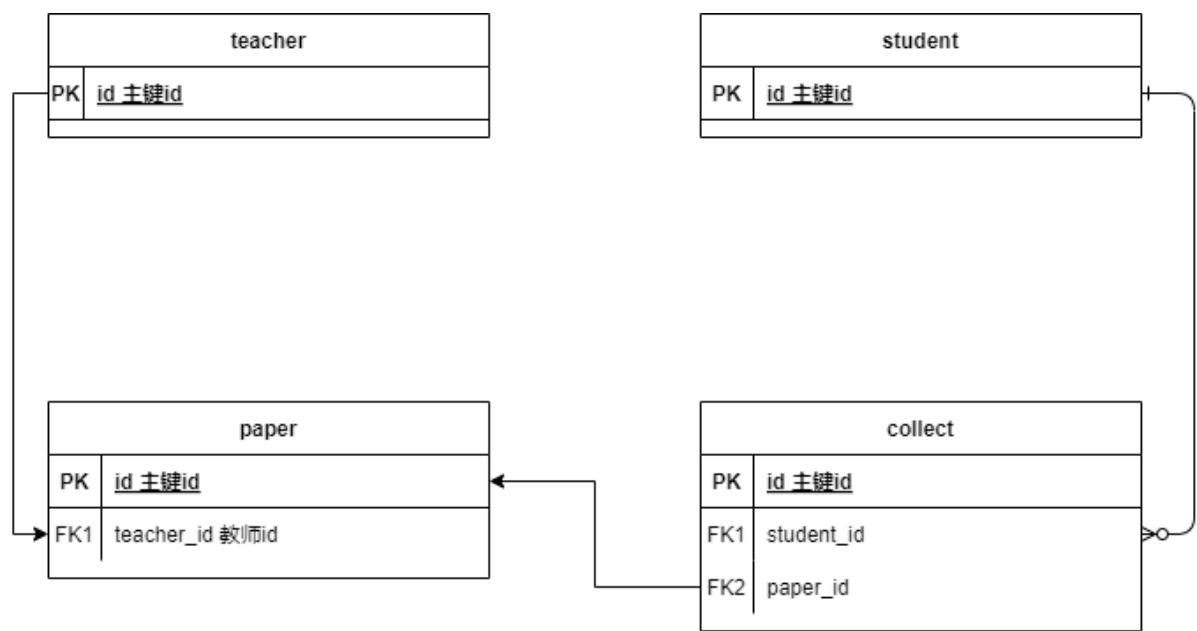 teacher
PK id 主键id
student
PK id 主键id
paper
PK id 主键id
FK1 teacher_id 教师id
collect
PK id 主键id
FK1 student_id
FK2 paper_id